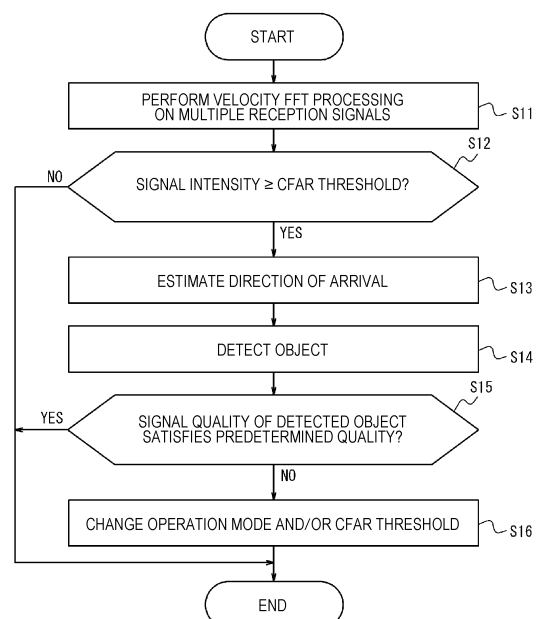 START
PERFORM VELOCITY FFT PROCESSING
ON MULTIPLE RECEPTION SIGNALS
S11
S12
NO
SIGNAL INTENSITY ≥ CFAR THRESHOLD?
YES
ESTIMATE DIRECTION OF ARRIVAL
S13
DETECT OBJECT
S14
S15
YES
SIGNAL QUALITY OF DETECTED OBJECT
SATISFIES PREDETERMINED QUALITY?
NO
CHANGE OPERATION MODE AND/OR CFAR THRESHOLD
S16
END